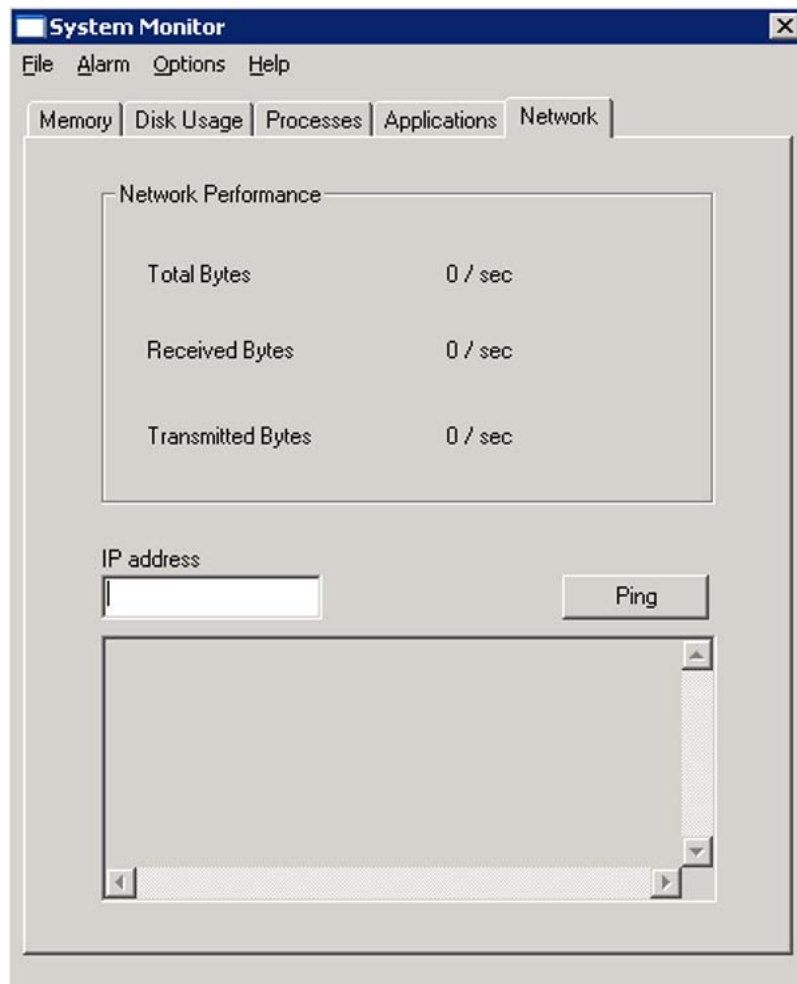 System Monitor
File Alarm Options Help
Memory Disk Usage Processes Applications Network
Network Performance
Total Bytes 0 / sec
Received Bytes 0 / sec
Transmitted Bytes 0 / sec
IP address
Ping